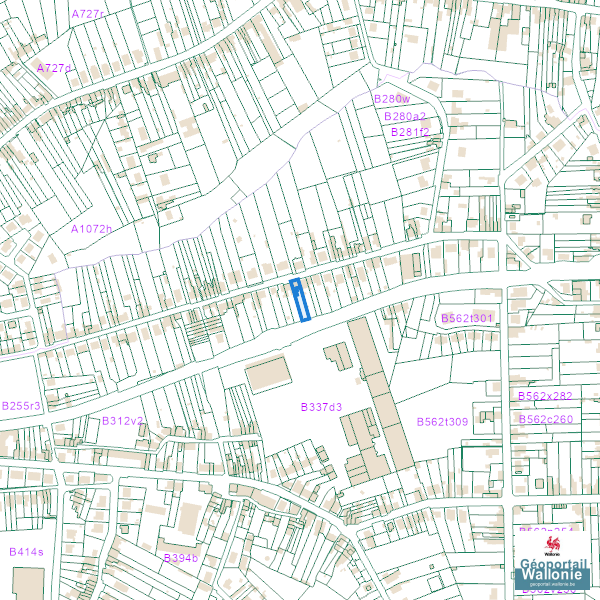 A727r
A727d
B280w
B280a2
B281f2
A1072h
B562t301
B255r3
B312v2
B337d3
B562t309
B562x282
B562c260
B414s
B394b
Wallonie
Géoportail
Wallonie
geoportail.wallonie.be